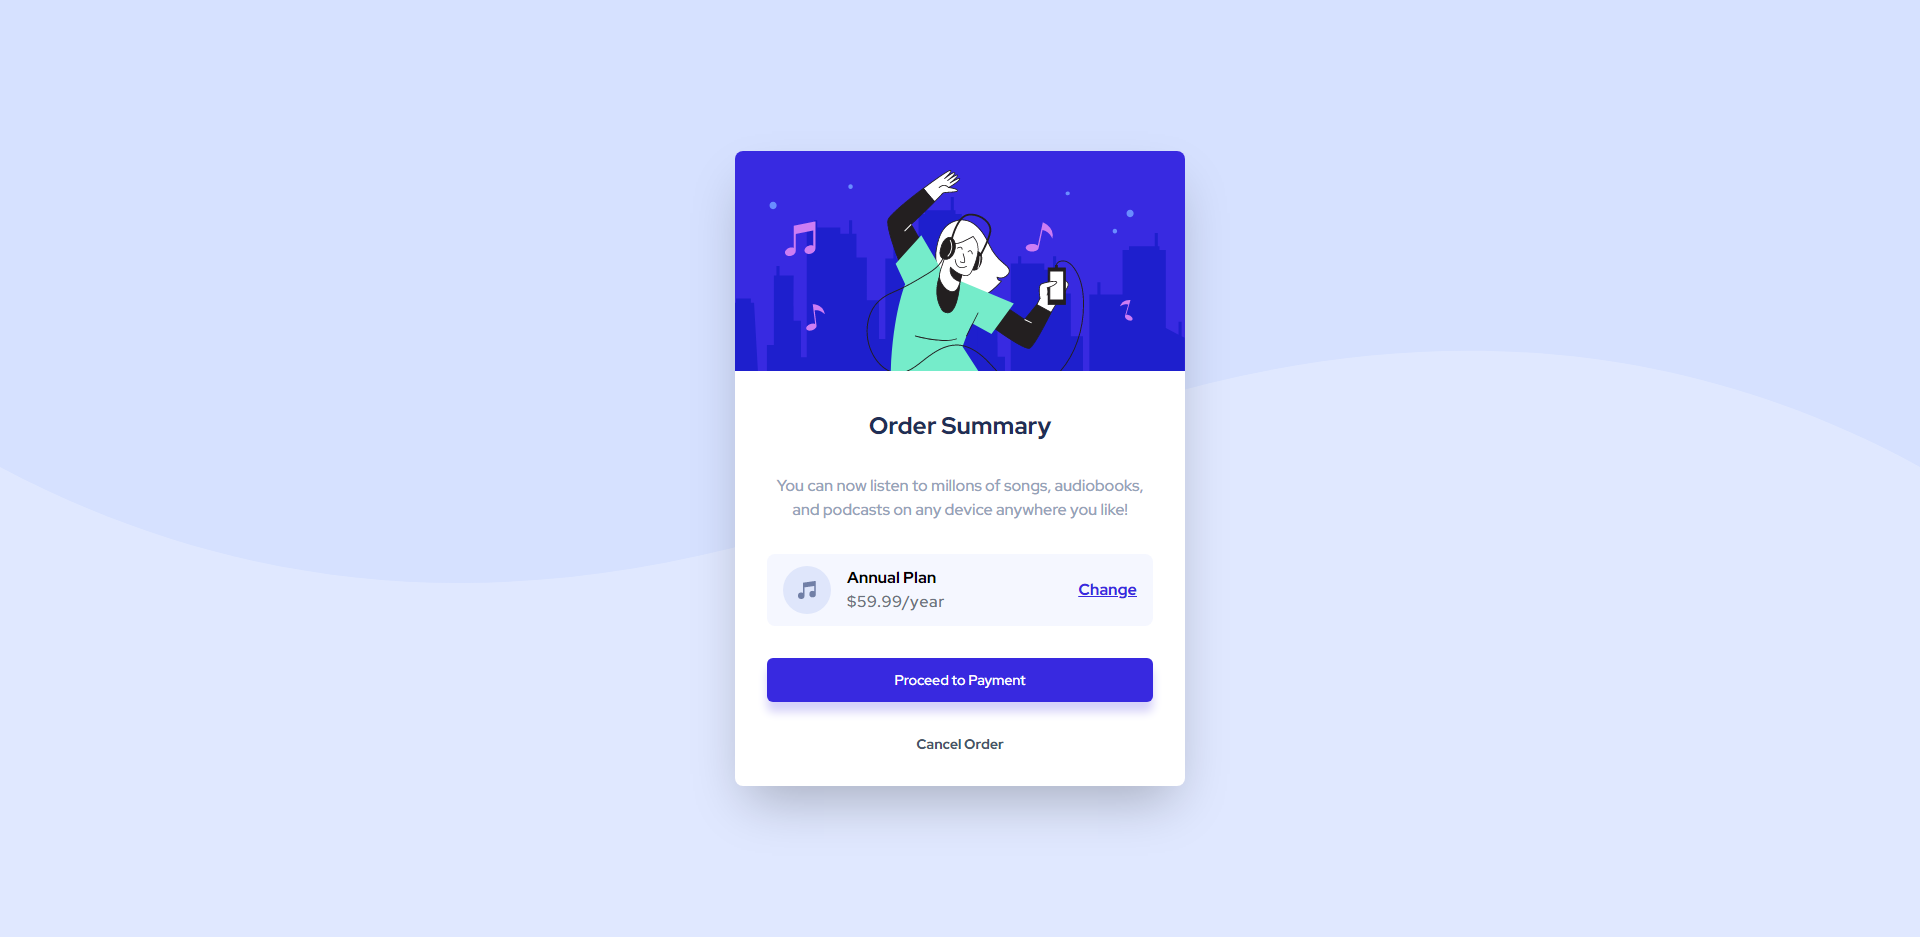 Order Summary
You can now listen to millons of songs, audiobooks,
and podcasts on any device anywhere you like!
Annual Plan
$59.99/year
Change
Proceed to Payment
Cancel Order